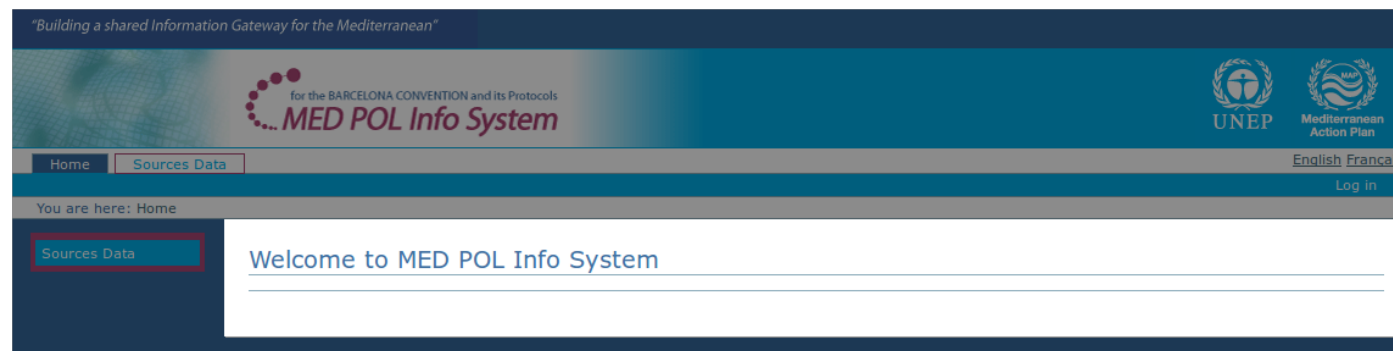 "Building a shared Information Gateway for the Mediterranean"
for the BARCELONA CONVENTION and its Protocols
MED POL Info System
UNEP
MAP
Mediterranean
Action Plan
Home
Sources Data
English França
Log in
You are here: Home
Sources Data
Welcome to MED POL Info System